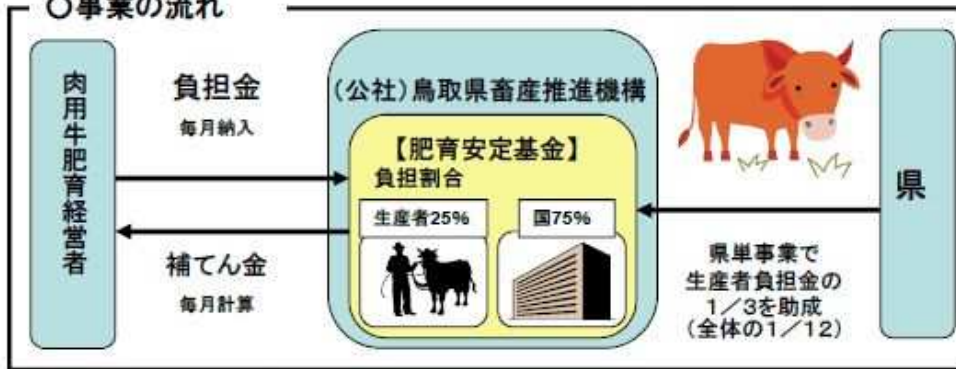 〇事業の流れ
肉用牛肥育経営者
負担金
毎月納入
補てん金
毎月計算
(公社)鳥取県畜産推進機構
【肥育安定基金】
負担割合
生産者25%
国75%
県単事業で
生産者負担金の
1/3を助成
(全体の1/12)
県